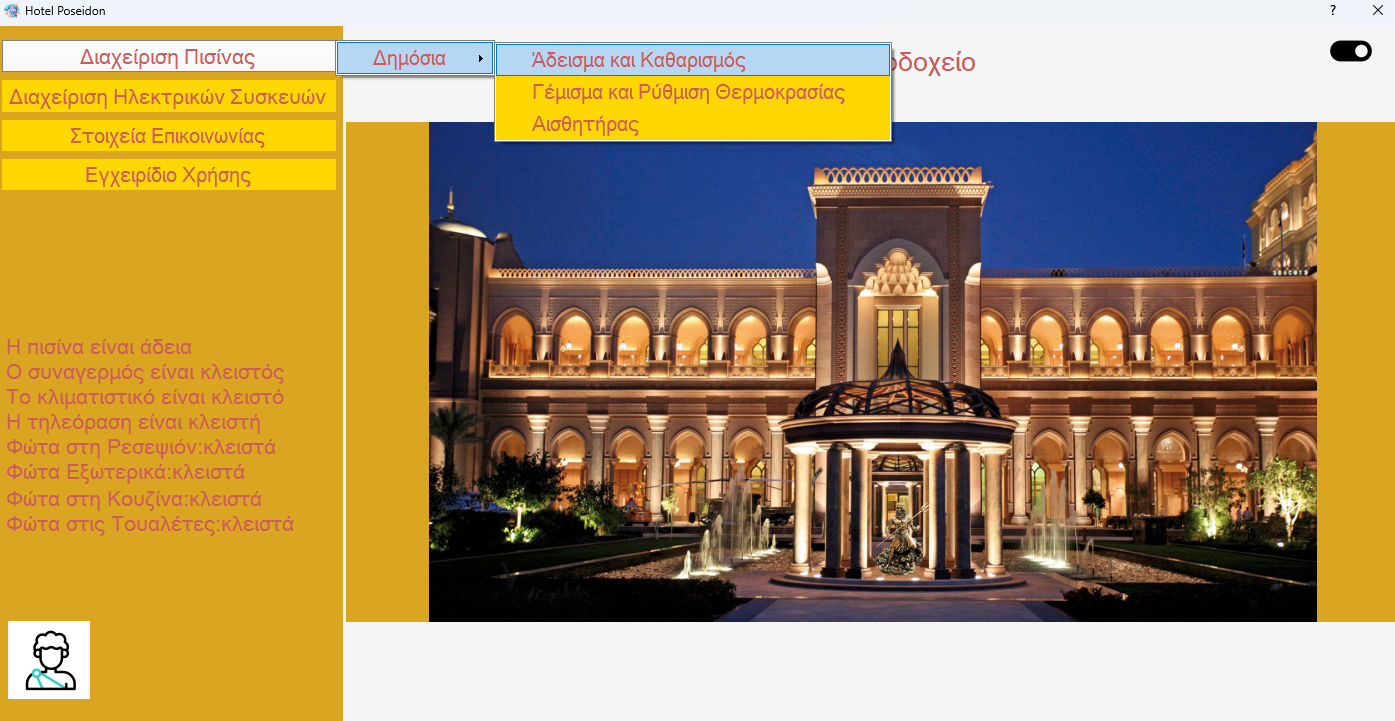 Hotel Poseidon
?
Διαχείριση Πισίνας
Δημόσια
Άδεισμα και Καθαρισμός
Γέμισμα και Ρύθμιση Θερμοκρασίας
Αισθητήρας
Διαχείριση Ηλεκτρικών Συσκευών
Στοιχεία Επικοινωνίας
Εγχειρίδιο Χρήσης
Η πισίνα είναι άδεια
Ο συναγερμός είναι κλειστός
Το κλιματιστικό είναι κλειστό
Η τηλεόραση είναι κλειστή
Φώτα στη Ρεσεψιόν:κλειστά
Φώτα Εξωτερικά:κλειστά
Φώτα στη Κουζίνα:κλειστά
Φώτα στις Τουαλέτες:κλειστά